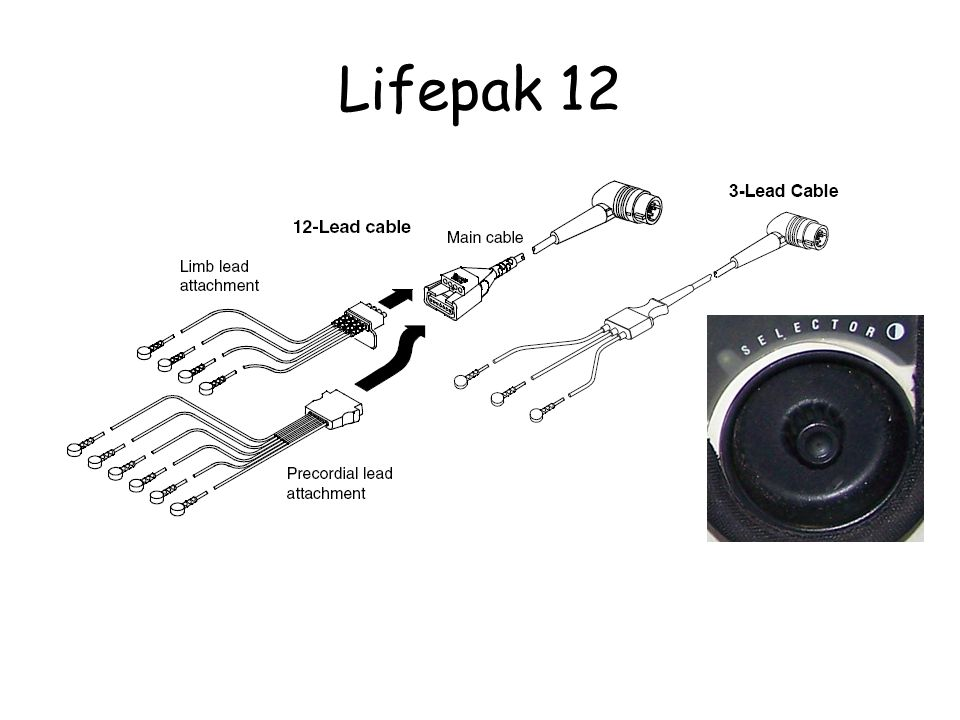 Lifepak 12
3-Lead Cable
12-Lead cable
Main cable
Limb lead
attachment
SELECTOR
Precordial lead
attachment